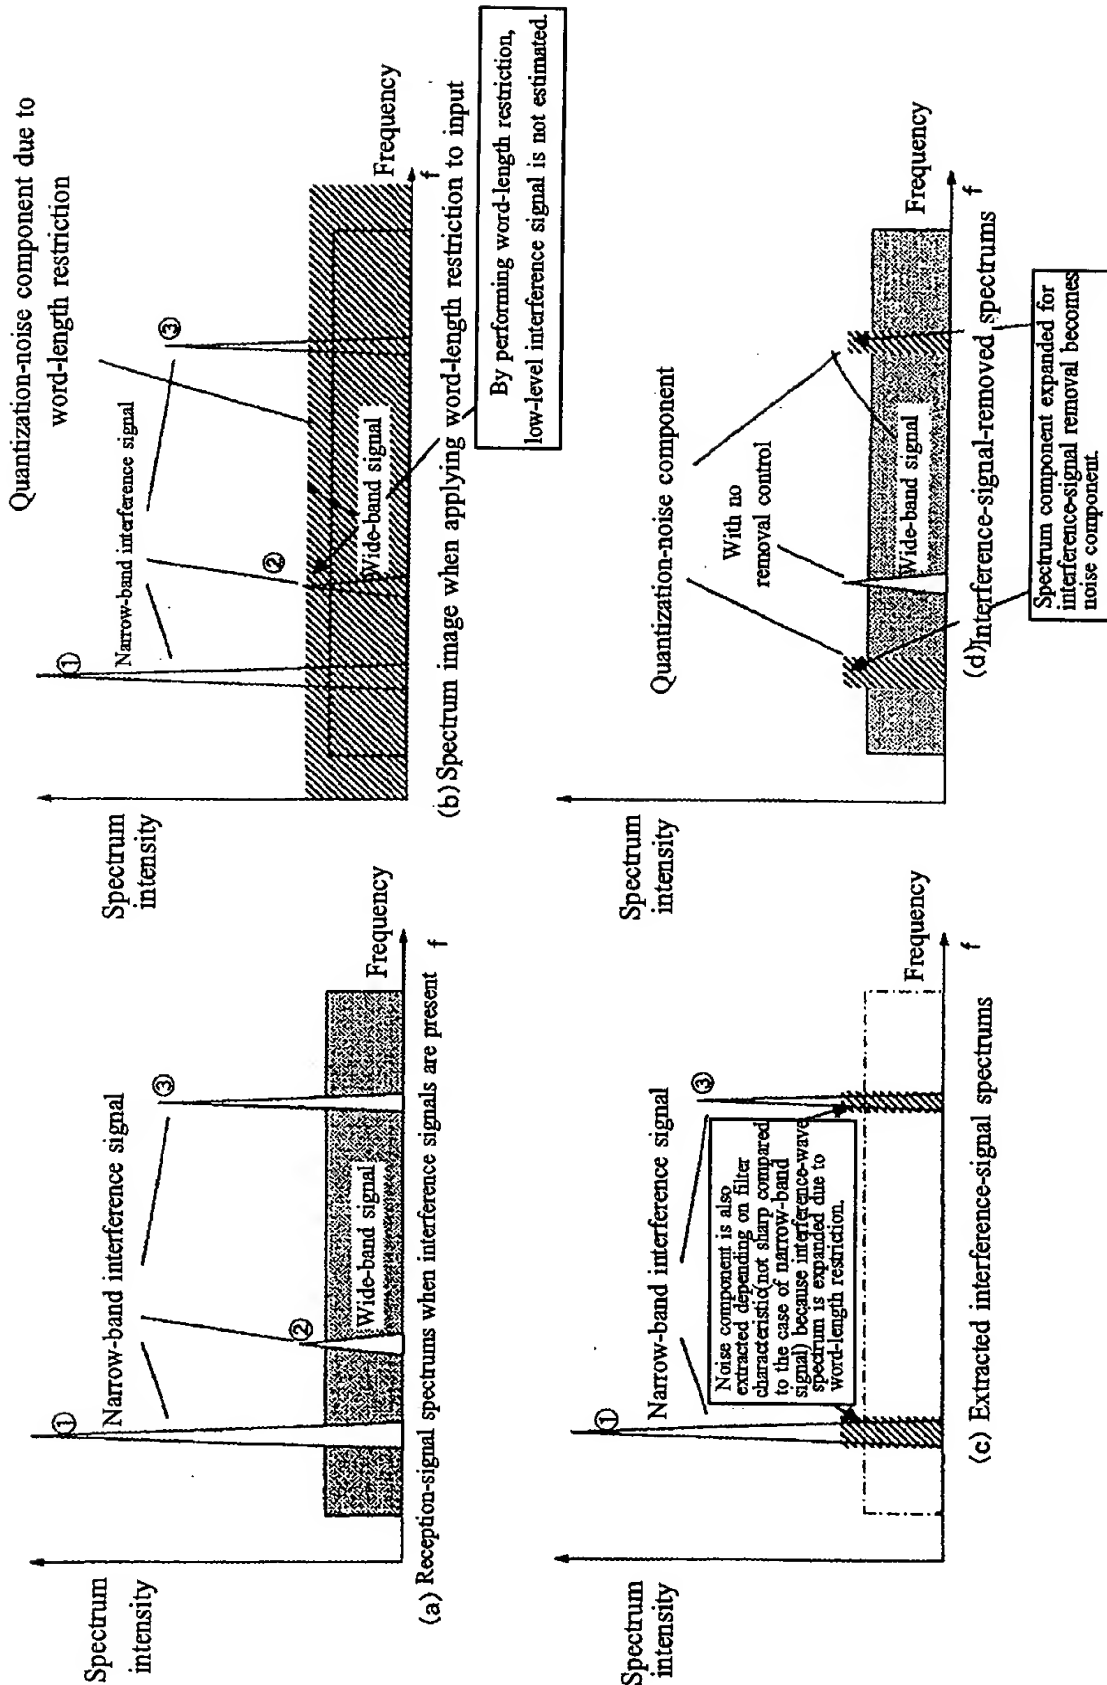 Spectrum
intensity
Narrow-band interference signal
①
②
③
Wide-band signal
Frequency
f
(a) Reception-signal spectrums when interference signals are present
Quantization-noise component due to
word-length restriction
Spectrum
intensity
Narrow-band interference signal
①
②
③
Wide-band signal
Frequency
f
(b) Spectrum image when applying word-length restriction to input
By performing word-length restriction,
low-level interference signal is not estimated.
Spectrum
intensity
Narrow-band interference signal
①
③
Noise component is also
extracted depending on filter
characteristic(not sharp compared
to the case of narrow-band
signal) because interference-wave
spectrum is expanded due to
word-length restriction.
Frequency
f
(c) Extracted interference-signal spectrums
Spectrum
intensity
Quantization-noise component
With no
removal control
Wide-band signal
Frequency
f
(d)Interference-signal-removed spectrums
Spectrum component expanded for
interference-signal removal becomes
noise component.